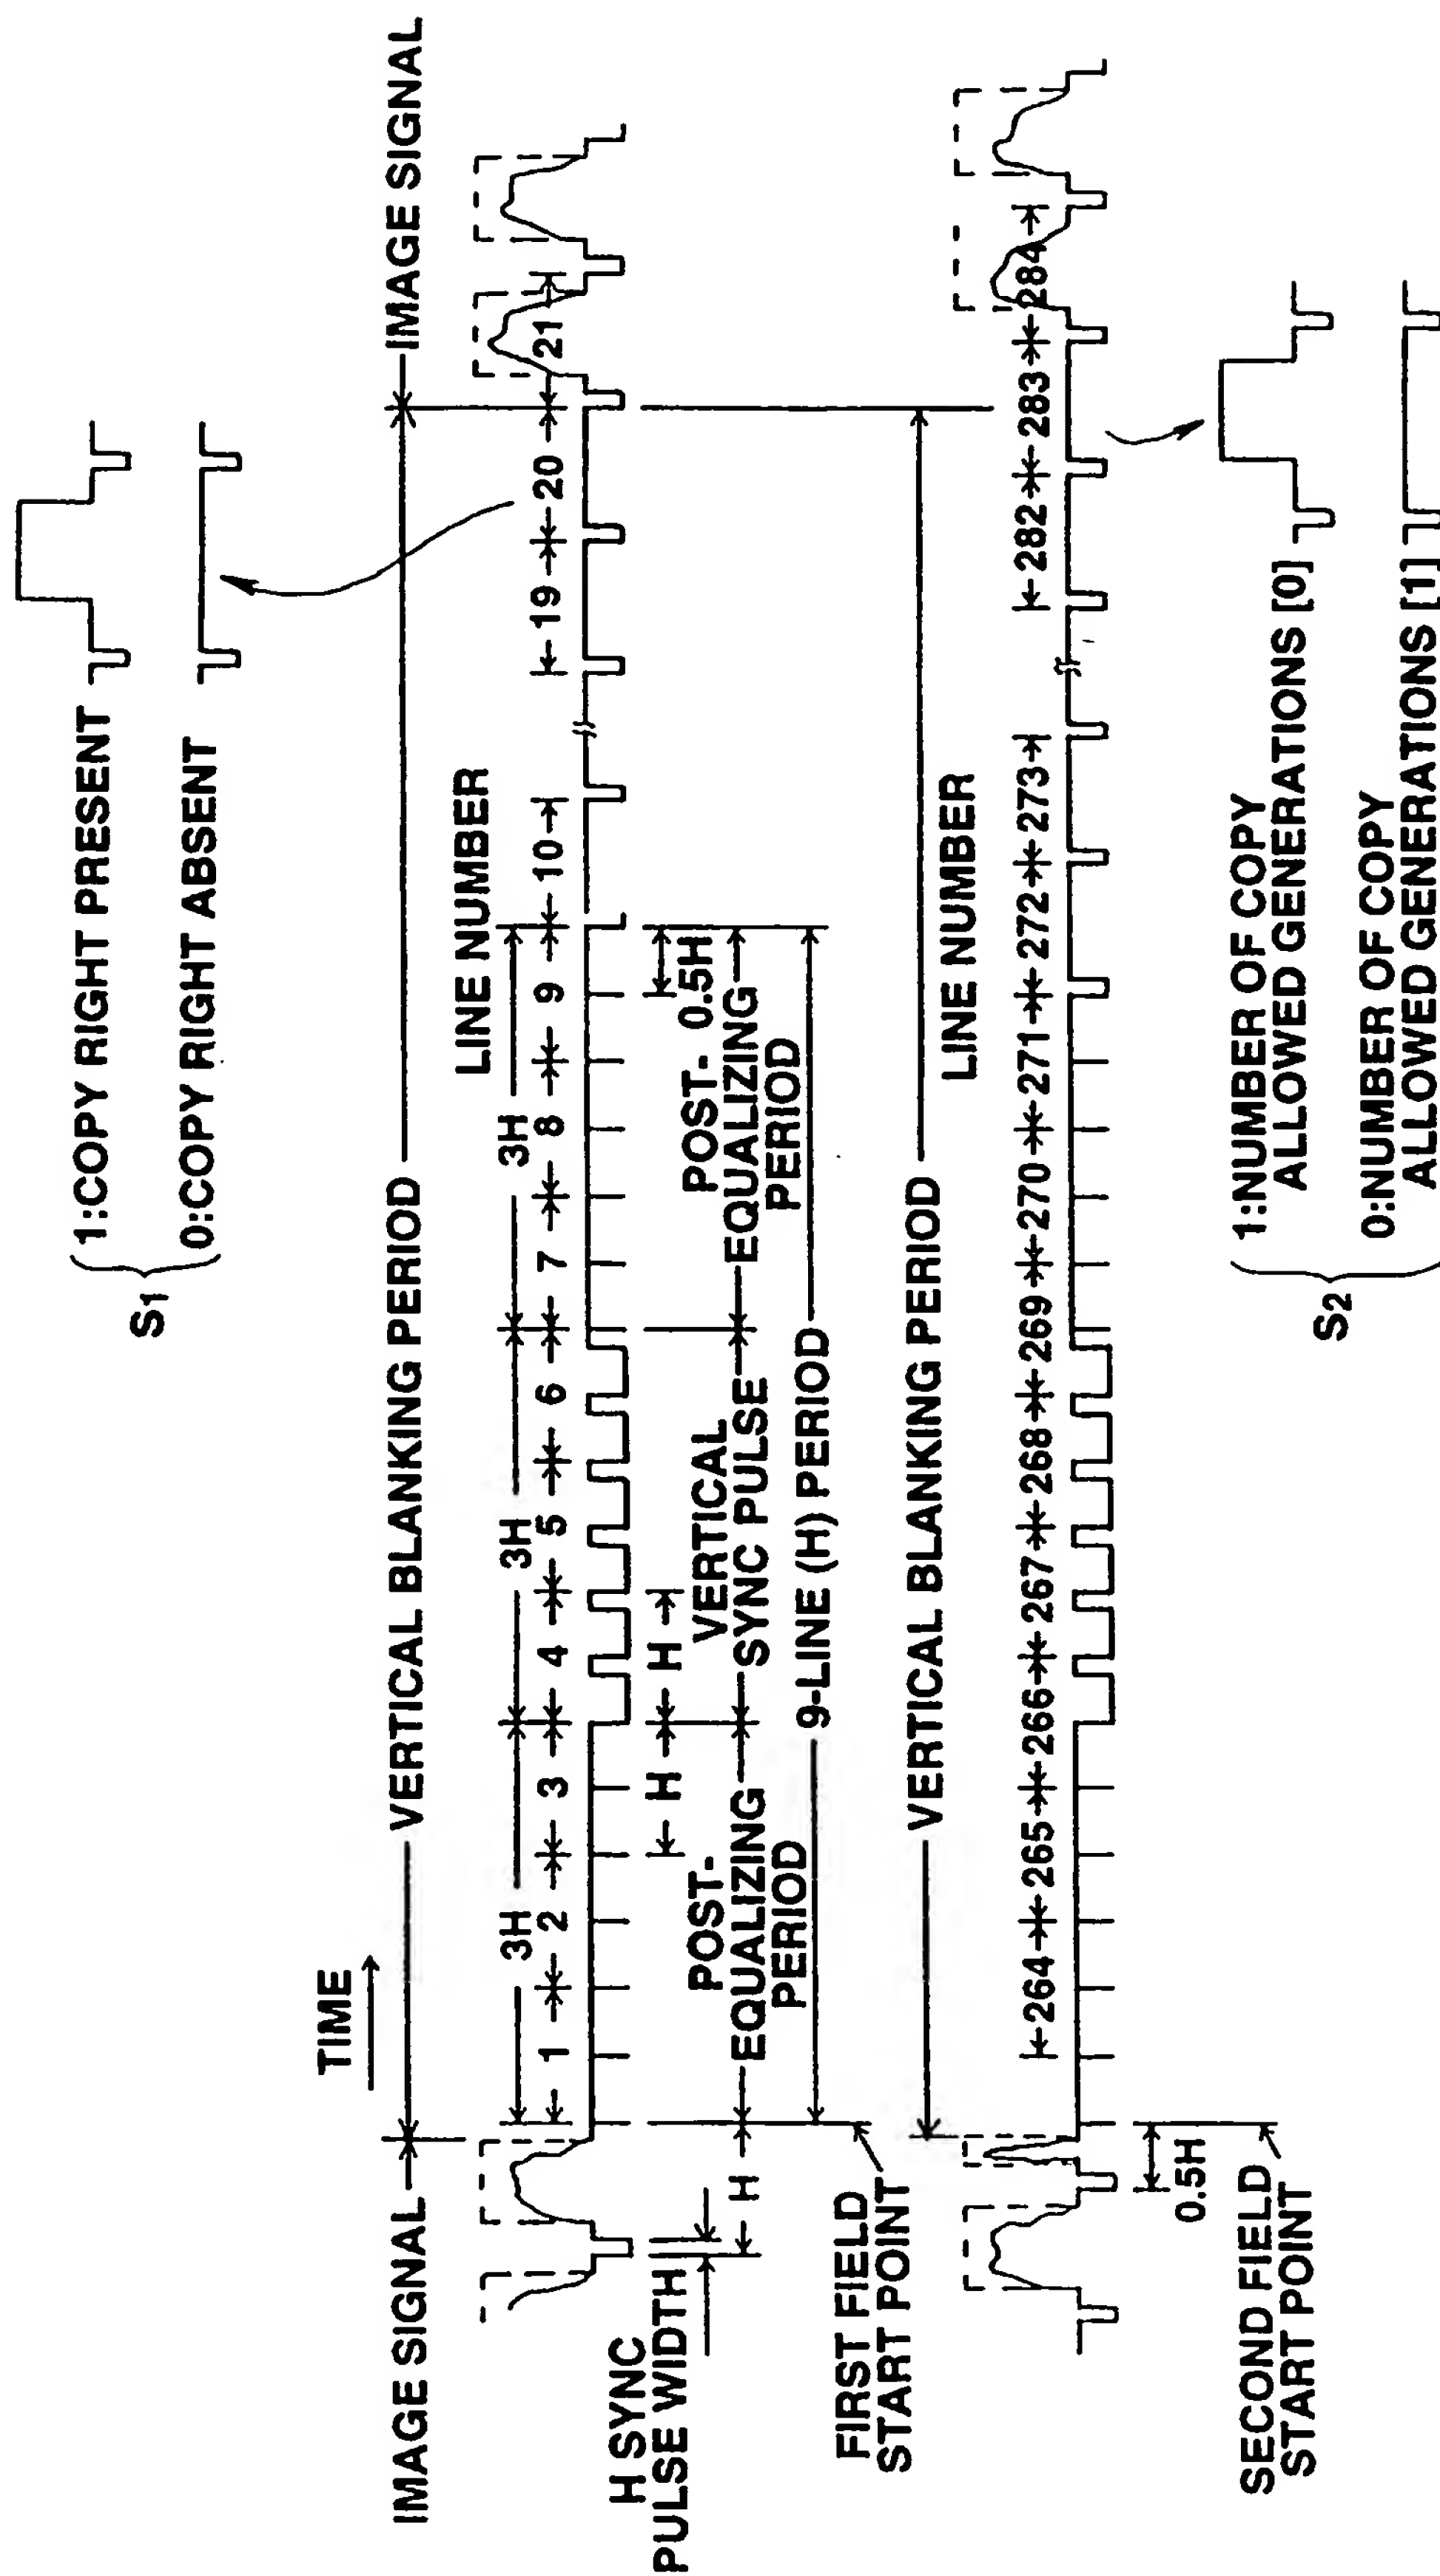 1:COPY RIGHT PRESENT
0:COPY RIGHT ABSENT
S1
TIME
IMAGE SIGNAL
VERTICAL BLANKING PERIOD
IMAGE SIGNAL
LINE NUMBER
3H
3H
3H
1 2 3 4 5 6 7 8 9 10 19 20 21
H SYNC
PULSE WIDTH
H
H
H
0.5H
POST-
EQUALIZING
PERIOD
VERTICAL
SYNC PULSE
POST-
EQUALIZING
PERIOD
9-LINE (H) PERIOD
FIRST FIELD
START POINT
VERTICAL BLANKING PERIOD
LINE NUMBER
264 265 266 267 268 269 270 271 272 273 282 283 284
0.5H
SECOND FIELD
START POINT
S2
1:NUMBER OF COPY
ALLOWED GENERATIONS [0]
0:NUMBER OF COPY
ALLOWED GENERATIONS [1]